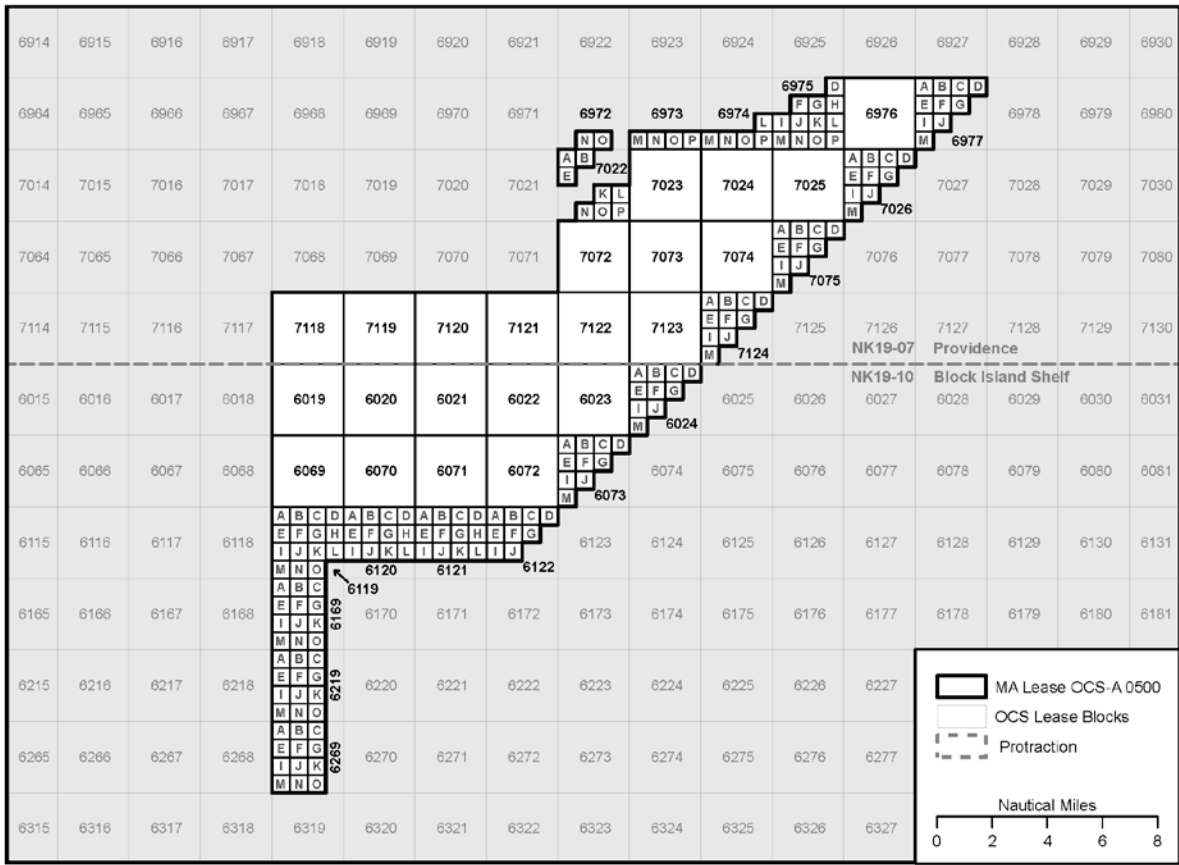 6914 6915 6916 6917 6918 6919 6920 6921 6922 6923 6924 6925 6926 6927 6928 6929 6930
6975 D A B C D
F G H E F G
6964 6965 6966 6967 6968 6969 6970 6971 6972 6973 6974 L I J K L 6976 I J 6978 6979 6980
N O M N O P M N O P M N O P M 6977
A B 7022 A B C D
E E F G
7014 7015 7016 7017 7018 7019 7020 7021 7023 7024 7025 7027 7028 7029 7030
K L I J
N O P M 7026
A B C D
E F G
7064 7065 7066 7067 7068 7069 7070 7071 7072 7073 7074 7076 7077 7078 7079 7080
I J
M 7075
A B C D
E F G
7114 7115 7116 7117 7118 7119 7120 7121 7122 7123 7125 7126 7127 7128 7129 7130
I J
M 7124 NK19-07 Providence
A B C D NK19-10 Block Island Shelf
E F G
6015 6016 6017 6018 6019 6020 6021 6022 6023 6025 6026 6027 6028 6029 6030 6031
I J
M 6024
A B C D
E F G
6065 6066 6067 6068 6069 6070 6071 6072 6074 6075 6076 6077 6078 6079 6080 6081
I J
M 6073
A B C D A B C D A B C D A B C D
E F G H E F G H E F G H E F G
6115 6116 6117 6118 6123 6124 6125 6126 6127 6128 6129 6130 6131
I J K L I J K L I J K L I J
M N O 6120 6121 6122
6119
A B C
E F G
6165 6166 6167 6168 6169 6170 6171 6172 6173 6174 6175 6176 6177 6178 6179 6180 6181
I J K
M N O
A B C
E F G
6215 6216 6217 6218 6219 6220 6221 6222 6223 6224 6225 6226 6227
I J K
M N O
A B C
E F G
6265 6266 6267 6268 6269 6270 6271 6272 6273 6274 6275 6276 6277
I J K
M N O
6315 6316 6317 6318 6319 6320 6321 6322 6323 6324 6325 6326 6327
MA Lease OCS-A 0500
OCS Lease Blocks
Protraction
Nautical Miles
0 2 4 6 8